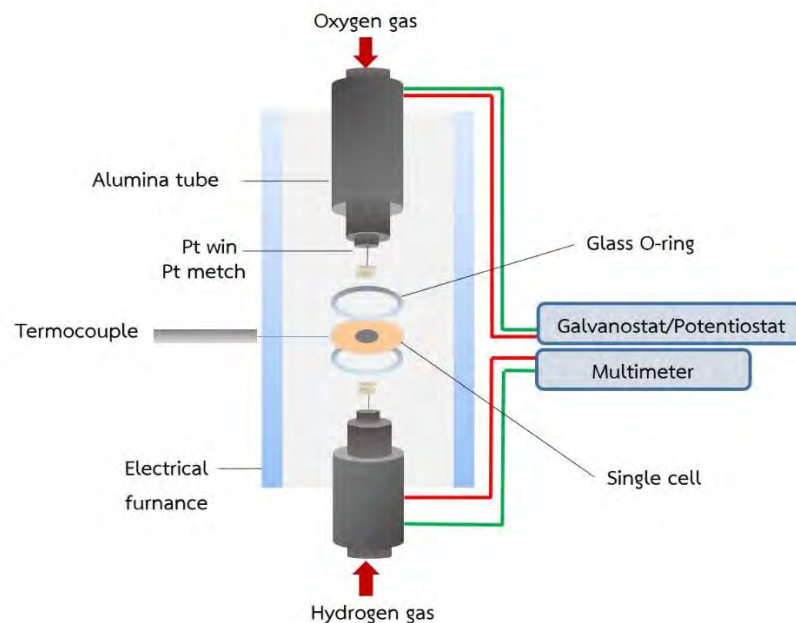 Oxygen gas
Alumina tube
Pt win
Pt metch
Glass O-ring
Termocouple
Galvanostat/Potentiostat
Multimeter
Electrical
furnance
Single cell
Hydrogen gas